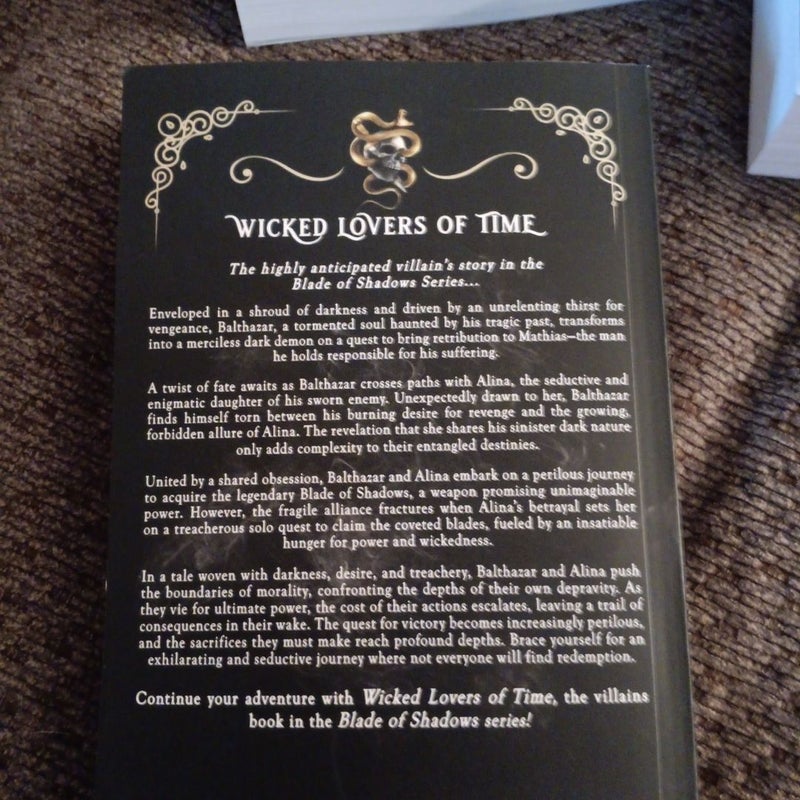 WICKED LOVERS OF TIME
The highly anticipated villain's story in the
Blade of Shadows Series...
Enveloped in a shroud of darkness and driven by an unrelenting thirst for
vengeance, Balthazar, a tormented soul haunted by his tragic past, transforms
into a merciless dark demon on a quest to bring retribution to Mathias—the man
he holds responsible for his suffering.
A twist of fate awaits as Balthazar crosses paths with Alina, the seductive and
enigmatic daughter of his sworn enemy. Unexpectedly drawn to her, Balthazar
finds himself torn between his burning desire for revenge and the growing,
forbidden allure of Alina. The revelation that she shares his sinister dark nature
only adds complexity to their entangled destinies.
United by a shared obsession, Balthazar and Alina embark on a perilous journey
to acquire the legendary Blade of Shadows, a weapon promising unimaginable
power. However, the fragile alliance fractures when Alina's betrayal sets her
on a treacherous solo quest to claim the coveted blades, fueled by an insatiable
hunger for power and wickedness.
In a tale woven with darkness, desire, and treachery, Balthazar and Alina push
the boundaries of morality, confronting the depths of their own depravity. As
they vie for ultimate power, the cost of their actions escalates, leaving a trail of
consequences in their wake. The quest for victory becomes increasingly perilous,
and the sacrifices they must make reach profound depths. Brace yourself for an
exhilarating and seductive journey where not everyone will find redemption.
Continue your adventure with Wicked Lovers of Time, the villains
book in the Blade of Shadows series!